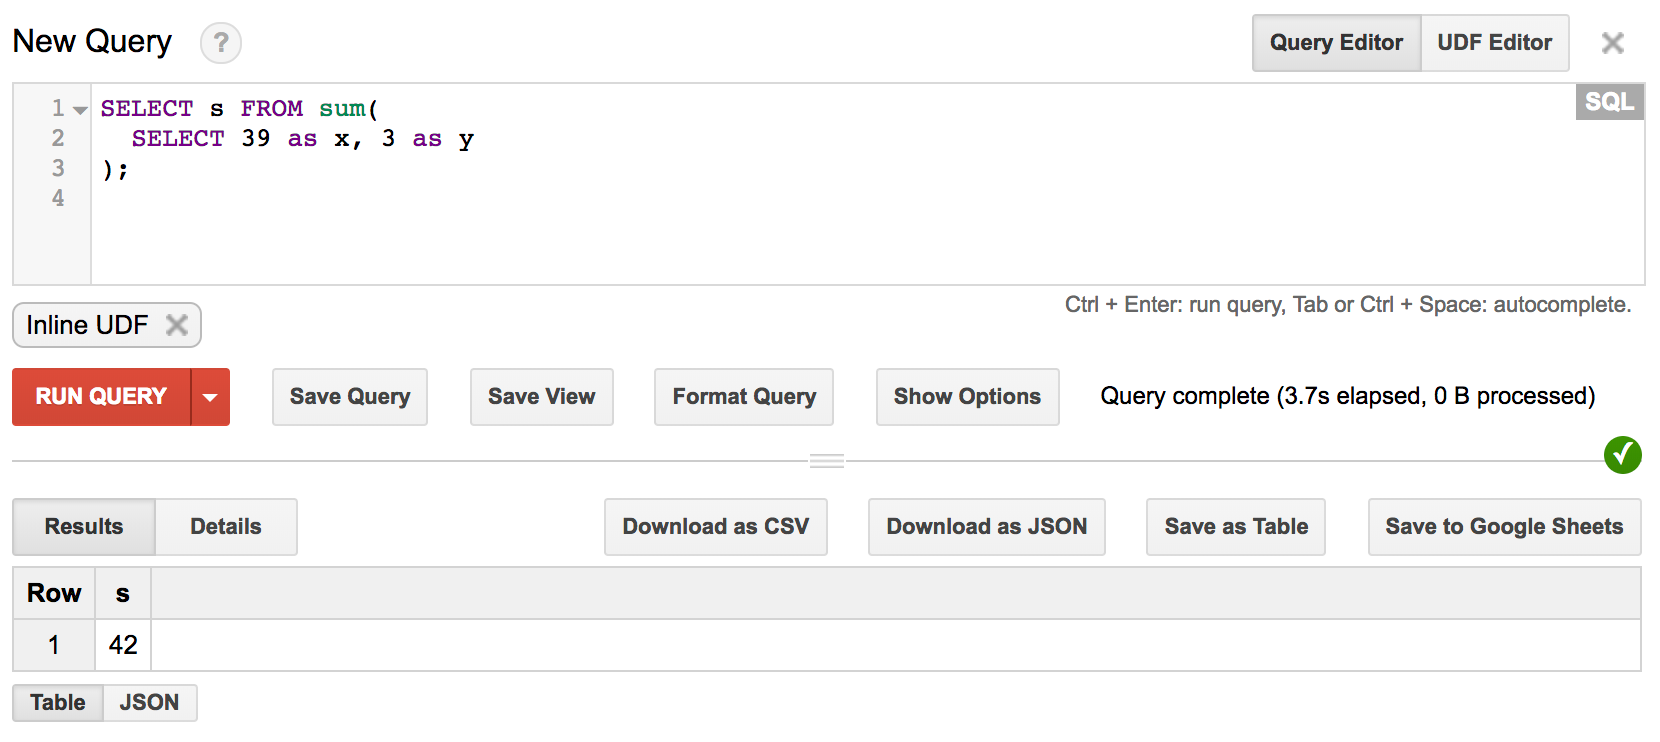 New Query ? Query Editor UDF Editor
SQL
1 SELECT s FROM sum(
2 SELECT 39 as x, 3 as y
3 );
4
Ctrl + Enter: run query, Tab or Ctrl + Space: autocomplete.
Inline UDF
RUN QUERY Save Query Save View Format Query Show Options Query complete (3.7s elapsed, 0 B processed)
Results Details Download as CSV Download as JSON Save as Table Save to Google Sheets
Row s
1 42
Table JSON